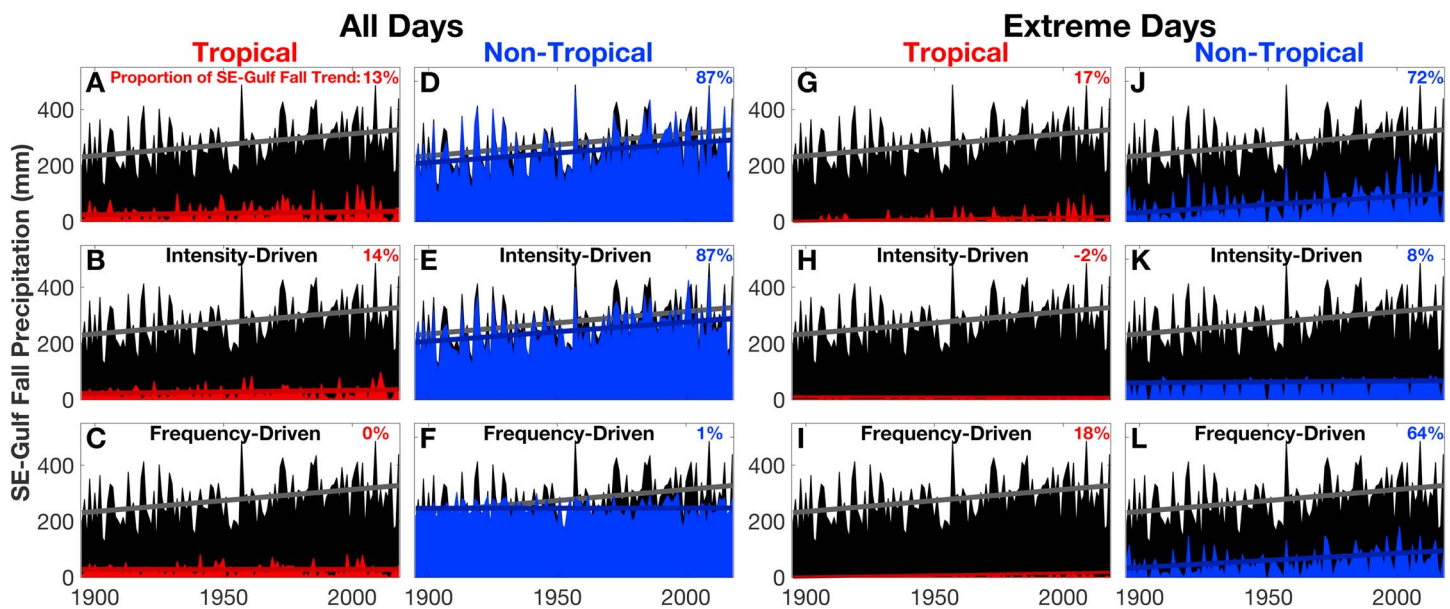 All Days
Extreme Days
Tropical
Non-Tropical
Tropical
Non-Tropical
SE-Gulf Fall Precipitation (mm)
A
Proportion of SE-Gulf Fall Trend: 13%
D
87%
G
17%
J
72%
400
200
0
B
Intensity-Driven
14%
E
Intensity-Driven
87%
H
Intensity-Driven
-2%
K
Intensity-Driven
8%
400
200
0
C
Frequency-Driven
0%
F
Frequency-Driven
1%
I
Frequency-Driven
18%
L
Frequency-Driven
64%
400
200
0
1900
1950
2000
1900
1950
2000
1900
1950
2000
1900
1950
2000